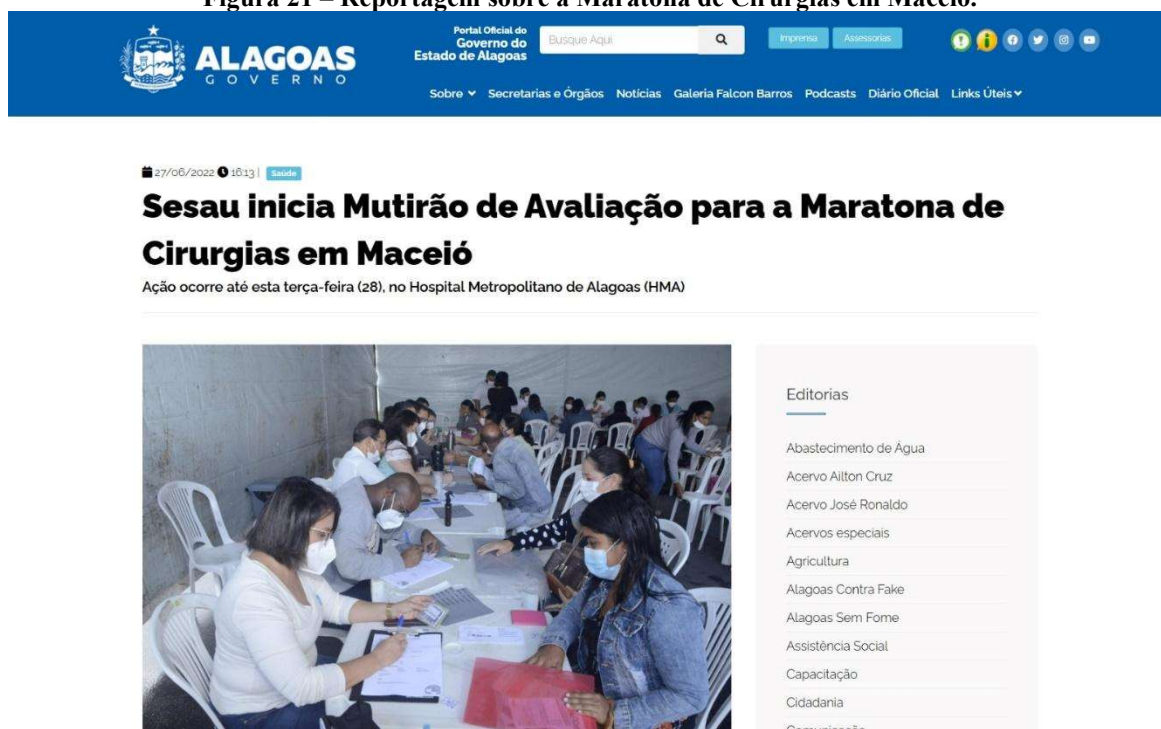 Figura 21 – Reportagem sobre a Maratona de Cirurgias em Maceió.
ALAGOAS
GOVERNO
Portal Oficial do
Governo do
Estado de Alagoas
Busque Aqui
Imprensa
Assessorias
Sobre
Secretarias e Órgãos
Notícias
Galeria Falcon Barros
Podcasts
Diário Oficial
Links Úteis
27/06/2022 16:13 | Saúde
Sesau inicia Mutirão de Avaliação para a Maratona de
Cirurgias em Maceió
Ação ocorre até esta terça-feira (28), no Hospital Metropolitano de Alagoas (HMA)
Editorias
Abastecimento de Água
Acervo Ailton Cruz
Acervo José Ronaldo
Acervos especiais
Agricultura
Alagoas Contra Fake
Alagoas Sem Fome
Assistência Social
Capacitação
Cidadania
Comunicação